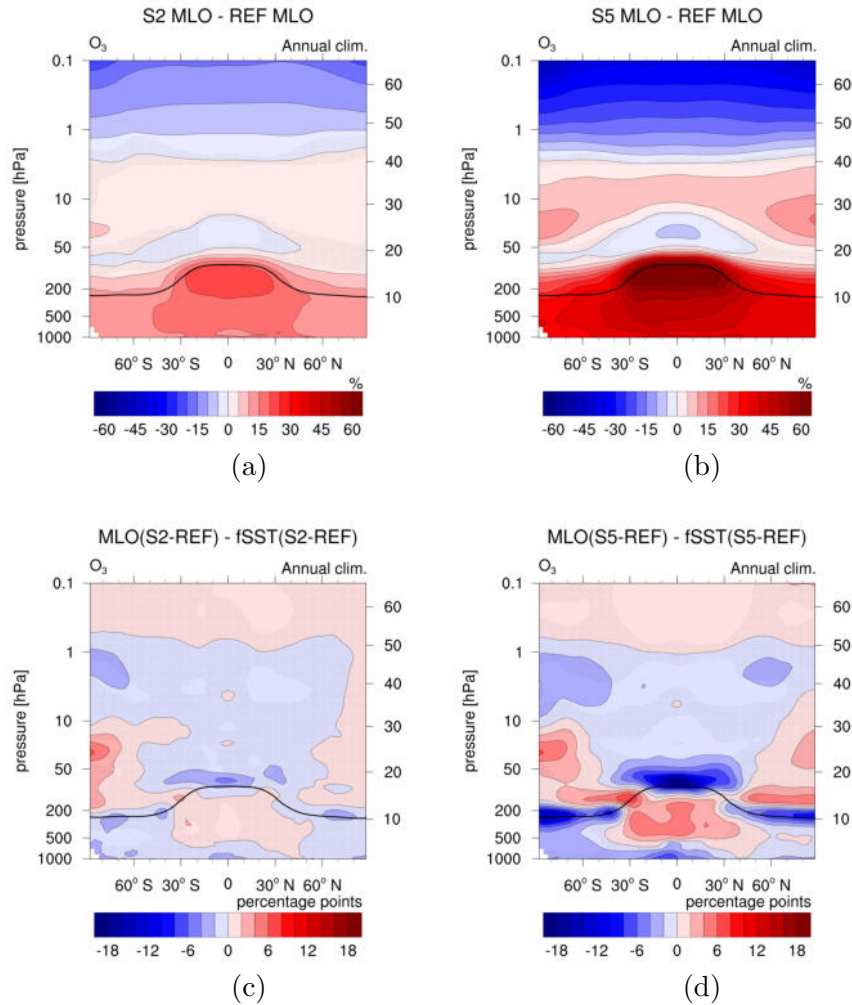 S2 MLO - REF MLO
O3 Annual clim.
0.1
1
10
50
200
500
1000
pressure [hPa]
60
50
40
30
20
10
60° S 30° S 0 30° N 60° N
%
-60 -30 -15 0 15 30 45 60
(a)
S5 MLO - REF MLO
O3 Annual clim.
0.1
1
10
50
200
500
1000
pressure [hPa]
60
50
40
30
20
10
60° S 30° S 0 30° N 60° N
%
-60 -30 -15 0 15 30 45 60
(b)
MLO(S2-REF) - fSST(S2-REF)
O3 Annual clim.
0.1
1
10
50
200
500
1000
pressure [hPa]
60
50
40
30
20
10
60° S 30° S 0 30° N 60° N
percentage points
-18 -12 -6 0 6 12 18
(c)
MLO(S5-REF) - fSST(S5-REF)
O3 Annual clim.
0.1
1
10
50
200
500
1000
pressure [hPa]
60
50
40
30
20
10
60° S 30° S 0 30° N 60° N
percentage points
-18 -12 -6 0 6 12 18
(d)